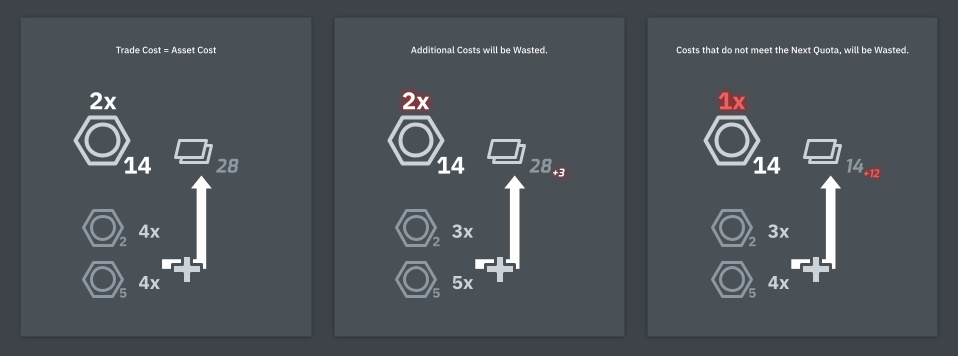 Trade Cost = Asset Cost
2x
14
28
2
4x
5
4x
Additional Costs will be Wasted.
2x
14
28+3
2
3x
5
5x
Costs that do not meet the Next Quota, will be Wasted.
1x
14
14+12
2
3x
5
4x